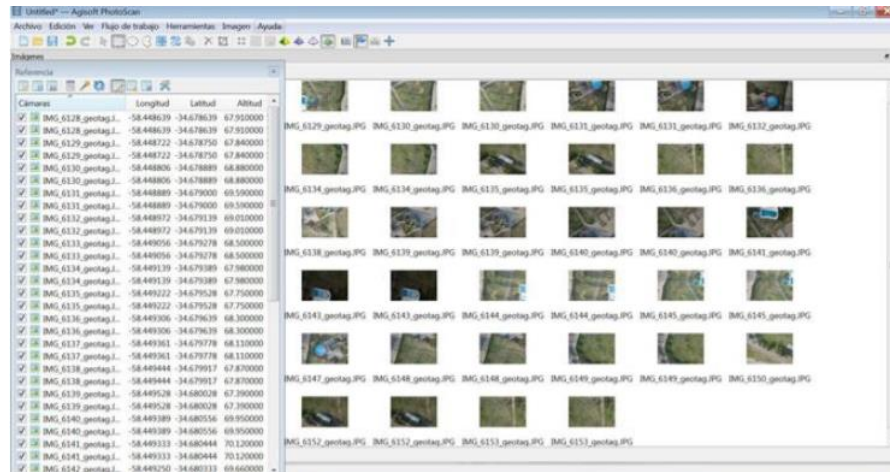 Untitled* — Agisoft PhotoScan
Archivo Edición Ver Flujo de trabajo Herramientas Imagen Ayuda
Imágenes
Referencia
Cámaras Longitud Latitud Altitud
IMG_6128_geotag.J... -58.448639 -34.678639 67.910000
IMG_6128_geotag.J... -58.448639 -34.678639 67.910000
IMG_6129_geotag.J... -58.448722 -34.678750 67.840000
IMG_6129_geotag.J... -58.448722 -34.678750 67.840000
IMG_6130_geotag.J... -58.448806 -34.678889 68.880000
IMG_6130_geotag.J... -58.448806 -34.678889 68.880000
IMG_6131_geotag.J... -58.448889 -34.679000 69.590000
IMG_6131_geotag.J... -58.448889 -34.679000 69.590000
IMG_6132_geotag.J... -58.448972 -34.679139 69.010000
IMG_6132_geotag.J... -58.448972 -34.679139 69.010000
IMG_6133_geotag.J... -58.449056 -34.679278 68.500000
IMG_6133_geotag.J... -58.449056 -34.679278 68.500000
IMG_6134_geotag.J... -58.449139 -34.679389 67.980000
IMG_6134_geotag.J... -58.449139 -34.679389 67.980000
IMG_6135_geotag.J... -58.449222 -34.679528 67.750000
IMG_6135_geotag.J... -58.449222 -34.679528 67.750000
IMG_6136_geotag.J... -58.449306 -34.679639 68.300000
IMG_6136_geotag.J... -58.449306 -34.679639 68.300000
IMG_6137_geotag.J... -58.449361 -34.679778 68.110000
IMG_6137_geotag.J... -58.449361 -34.679778 68.110000
IMG_6138_geotag.J... -58.449444 -34.679917 67.870000
IMG_6138_geotag.J... -58.449444 -34.679917 67.870000
IMG_6139_geotag.J... -58.449528 -34.680028 67.390000
IMG_6139_geotag.J... -58.449528 -34.680028 67.390000
IMG_6140_geotag.J... -58.449389 -34.680556 69.950000
IMG_6140_geotag.J... -58.449389 -34.680556 69.950000
IMG_6141_geotag.J... -58.449333 -34.680444 70.120000
IMG_6141_geotag.J... -58.449333 -34.680444 70.120000
IMG_6142_geotag.J... -58.449250 -34.680333 69.660000
IMG_6129_geotag.JPG IMG_6130_geotag.JPG IMG_6130_geotag.JPG IMG_6131_geotag.JPG IMG_6131_geotag.JPG IMG_6132_geotag.JPG
IMG_6134_geotag.JPG IMG_6134_geotag.JPG IMG_6135_geotag.JPG IMG_6135_geotag.JPG IMG_6136_geotag.JPG IMG_6136_geotag.JPG
IMG_6138_geotag.JPG IMG_6139_geotag.JPG IMG_6139_geotag.JPG IMG_6140_geotag.JPG IMG_6140_geotag.JPG IMG_6141_geotag.JPG
IMG_6143_geotag.JPG IMG_6143_geotag.JPG IMG_6144_geotag.JPG IMG_6144_geotag.JPG IMG_6145_geotag.JPG IMG_6145_geotag.JPG
IMG_6147_geotag.JPG IMG_6148_geotag.JPG IMG_6148_geotag.JPG IMG_6149_geotag.JPG IMG_6149_geotag.JPG IMG_6150_geotag.JPG
IMG_6152_geotag.JPG IMG_6152_geotag.JPG IMG_6153_geotag.JPG IMG_6153_geotag.JPG